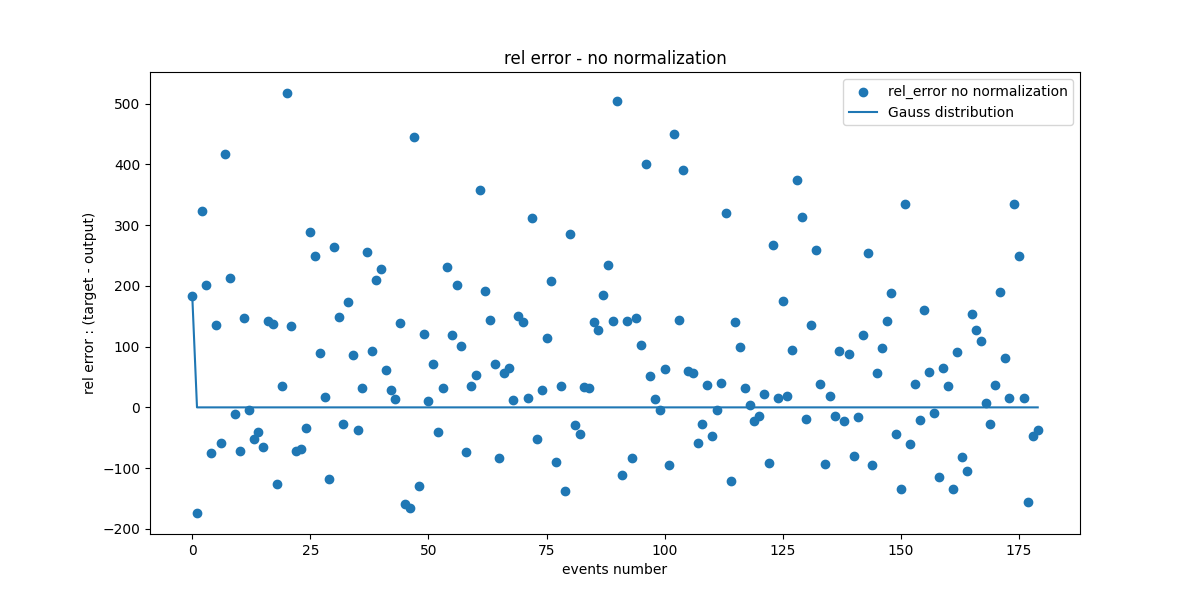 rel error - no normalization
rel_error no normalization
Gauss distribution
500
400
300
200
100
0
−100
−200
rel error : (target - output)
0 25 50 75 100 125 150 175
events number